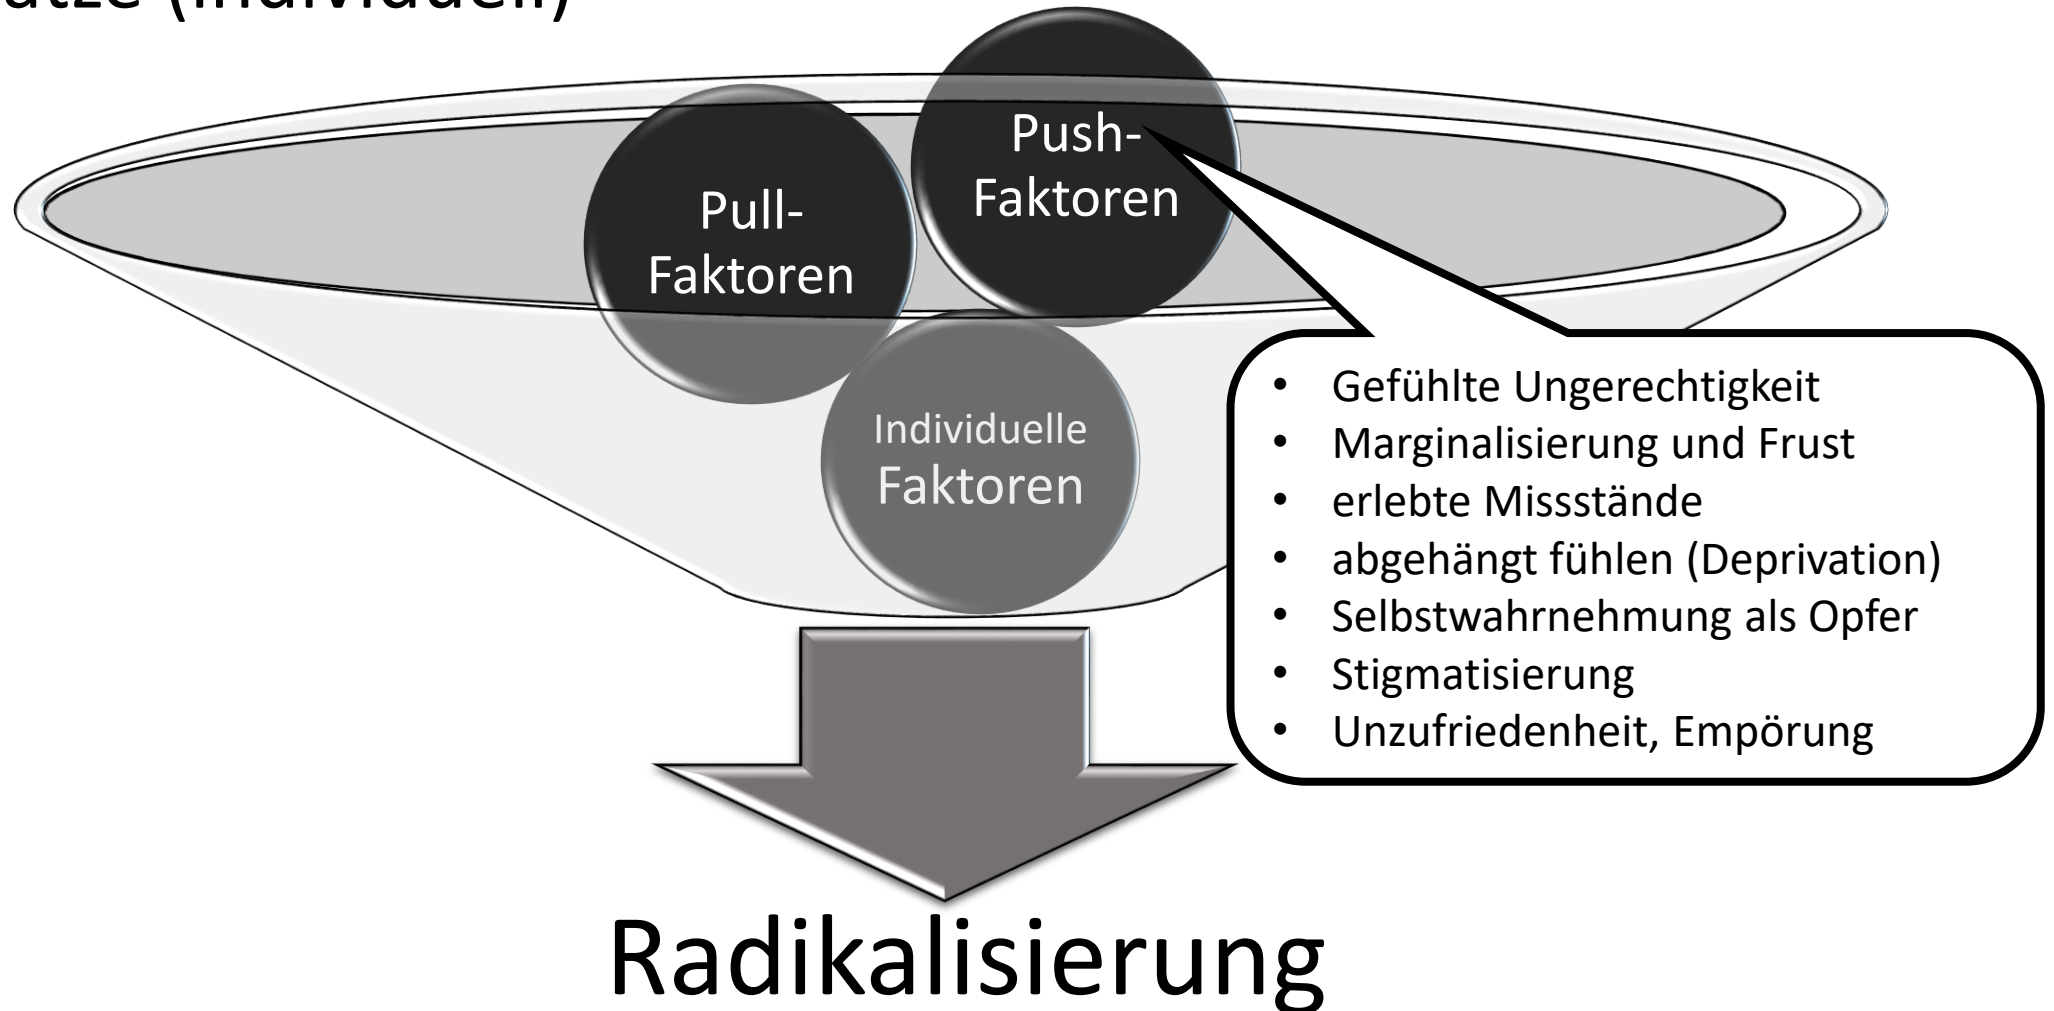 (individuell)
Push-
Faktoren
Pull-
Faktoren
Individuelle
Faktoren
• Gefühlte Ungerechtigkeit
• Marginalisierung und Frust
• erlebte Missstände
• abgehängt fühlen (Deprivation)
• Selbstwahrnehmung als Opfer
• Stigmatisierung
• Unzufriedenheit, Empörung
Radikalisierung